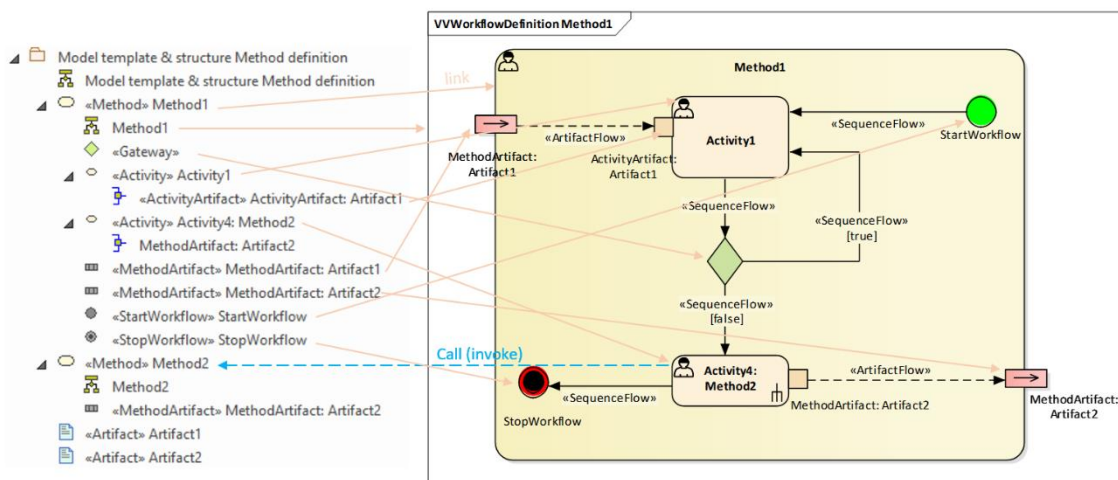 VVWorkflowDefinition Method1
Model template & structure Method definition
Model template & structure Method definition
«Method» Method1
Method1
«Gateway»
«Activity» Activity1
«ActivityArtifact» ActivityArtifact: Artifact1
«Activity» Activity4: Method2
MethodArtifact: Artifact2
«MethodArtifact» MethodArtifact: Artifact1
«MethodArtifact» MethodArtifact: Artifact2
«StartWorkflow» StartWorkflow
«StopWorkflow» StopWorkflow
«Method» Method2
Method2
«MethodArtifact» MethodArtifact: Artifact2
«Artifact» Artifact1
«Artifact» Artifact2
link
Call (invoke)
Method1
«ArtifactFlow»
MethodArtifact:
Artifact1
ActivityArtifact:
Artifact1
Activity1
«SequenceFlow»
StartWorkflow
«SequenceFlow»
«SequenceFlow»
[true]
«SequenceFlow»
[false]
Activity4:
Method2
«SequenceFlow»
StopWorkflow
«ArtifactFlow»
MethodArtifact: Artifact2
MethodArtifact:
Artifact2